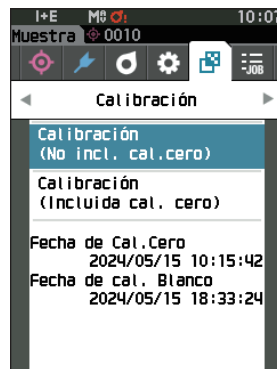 I+E M 10:07
Muestra 0010
-JOB
Calibración
Calibración
(No incl. cal.cero)
Calibración
(Incluida cal. cero)
Fecha de Cal.Cero
2024/05/15 10:15:42
Fecha de cal. Blanco
2024/05/15 18:33:24